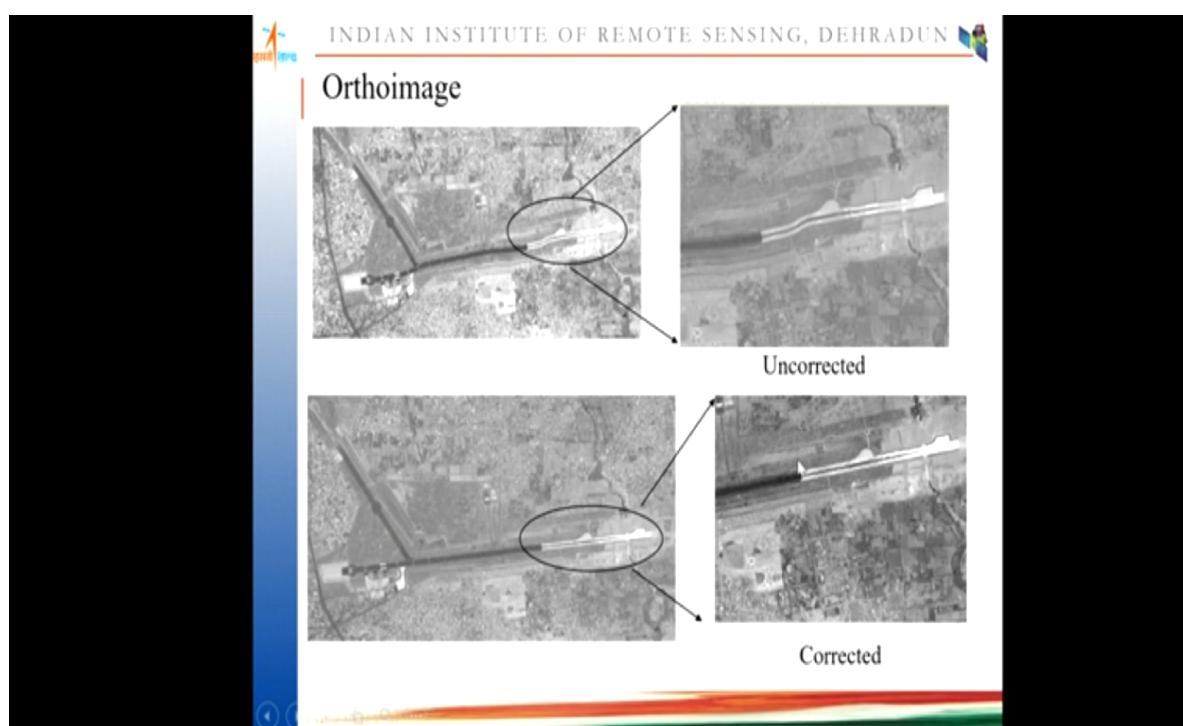 INDIAN INSTITUTE OF REMOTE SENSING, DEHRADUN
Orthoimage
Uncorrected
Corrected